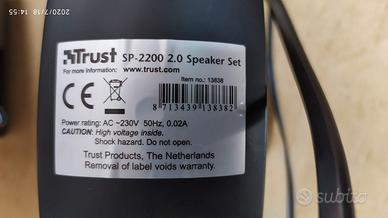 2020/7/18 14:55
Trust SP-2200 2.0 Speaker Set
For more information: www.trust.com
Item no.: 13838
CE
8 713439 138382
Power rating: AC ~230V 50Hz, 0.02A
CAUTION: High voltage inside.
Shock hazard. Do not open.
Trust Products, The Netherlands
Removal of label voids warranty.
subito